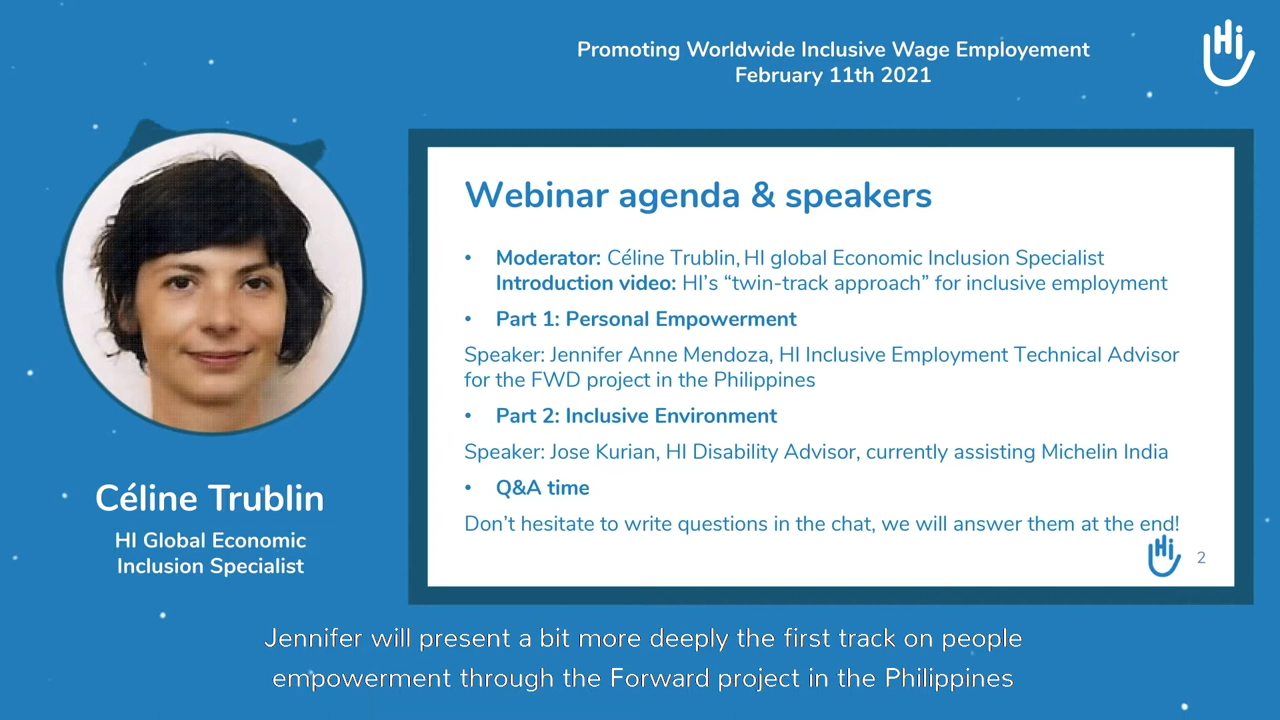 Promoting Worldwide Inclusive Wage Employement
February 11th 2021
Hi
Webinar agenda & speakers
• Moderator: Céline Trublin, HI global Economic Inclusion Specialist
Introduction video: HI’s “twin-track approach” for inclusive employment
• Part 1: Personal Empowerment
Speaker: Jennifer Anne Mendoza, HI Inclusive Employment Technical Advisor
for the FWD project in the Philippines
• Part 2: Inclusive Environment
Speaker: Jose Kurian, HI Disability Advisor, currently assisting Michelin India
• Q&A time
Don’t hesitate to write questions in the chat, we will answer them at the end!
Hi
2
Céline Trublin
HI Global Economic
Inclusion Specialist
Jennifer will present a bit more deeply the first track on people
empowerment through the Forward project in the Philippines